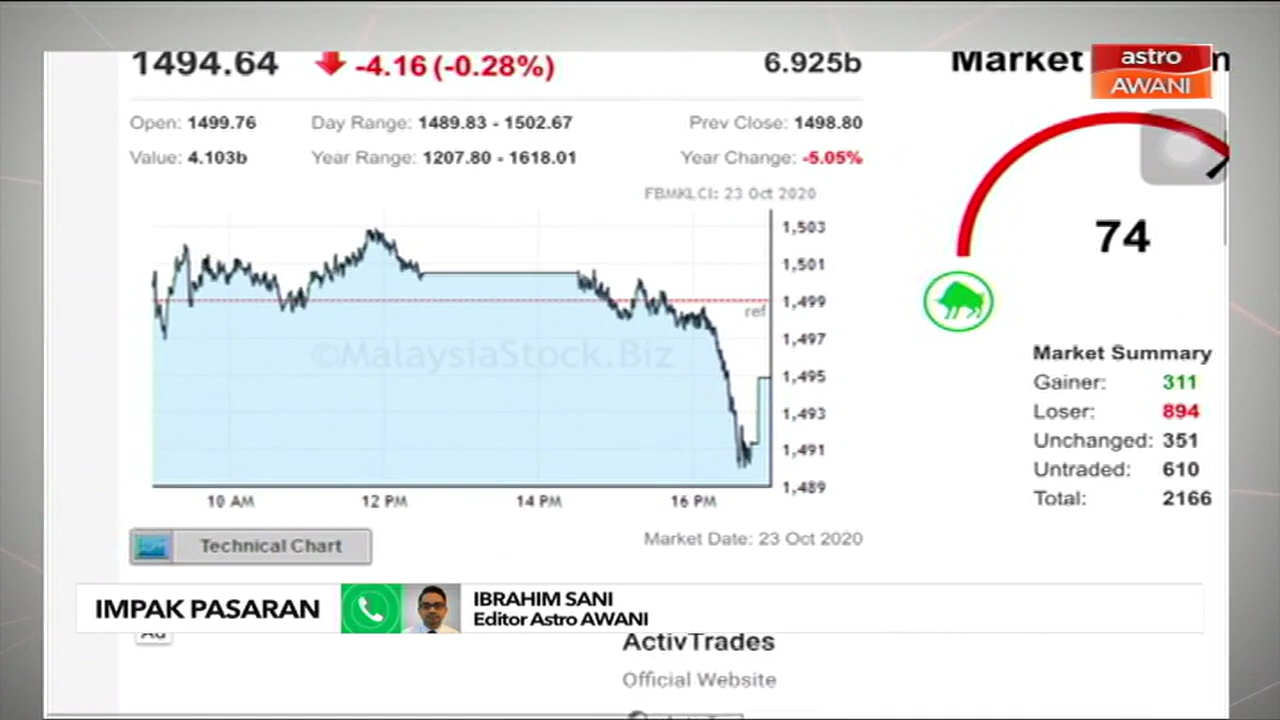 1494.64 -4.16 (-0.28%) 6.925b
Market
astro
AWANI
Open: 1499.76 Day Range: 1489.83 - 1502.67 Prev Close: 1498.80
Value: 4.103b Year Range: 1207.80 - 1618.01 Year Change: -5.05%
FBMKLCI: 23 Oct 2020
1,503
1,501
1,499
ref
1,497
1,495
1,493
1,491
1,489
©MalaysiaStock.Biz
10 AM 12 PM 14 PM 16 PM
74
Market Summary
Gainer: 311
Loser: 894
Unchanged: 351
Untraded: 610
Total: 2166
Technical Chart
Market Date: 23 Oct 2020
IMPAK PASARAN
IBRAHIM SANI
Editor Astro AWANI
Ad
ActivTrades
Official Website